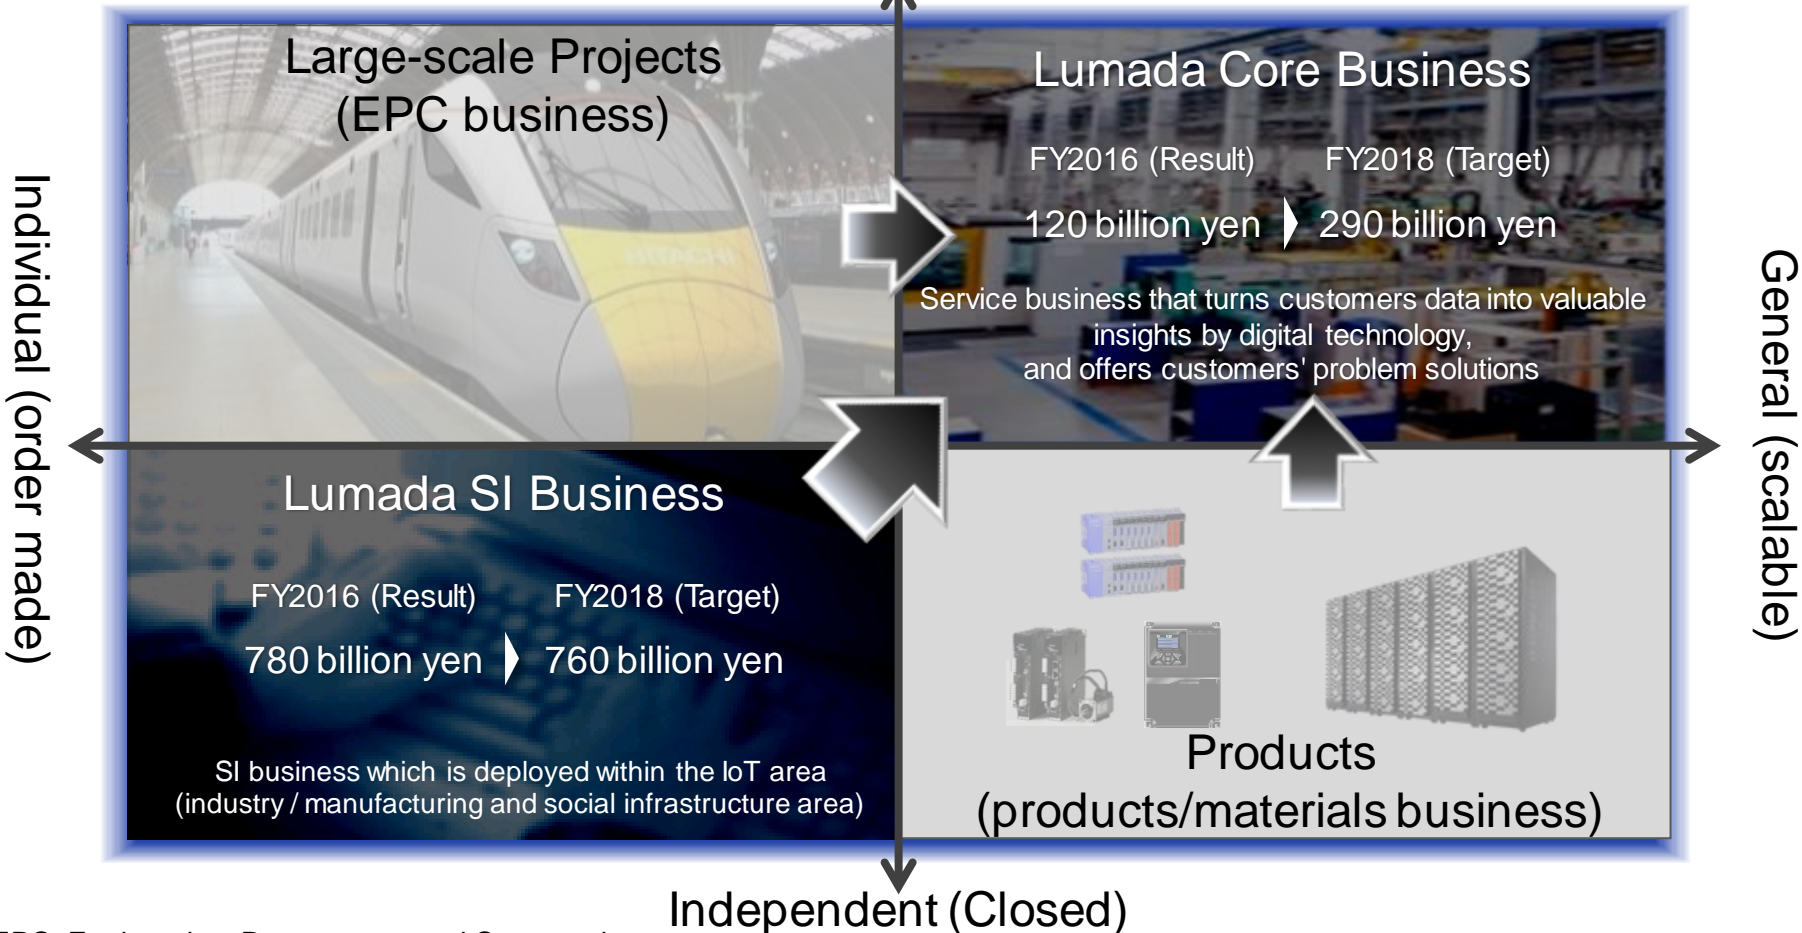 Large-scale Projects
(EPC business)
Lumada Core Business
FY2016 (Result) FY2018 (Target)
120 billion yen 290 billion yen
Service business that turns customers data into valuable
insights by digital technology,
and offers customers' problem solutions
HITACHI
Individual (order made)
General (scalable)
Lumada SI Business
FY2016 (Result) FY2018 (Target)
780 billion yen 760 billion yen
SI business which is deployed within the IoT area
(industry / manufacturing and social infrastructure area)
Products
(products/materials business)
Independent (Closed)